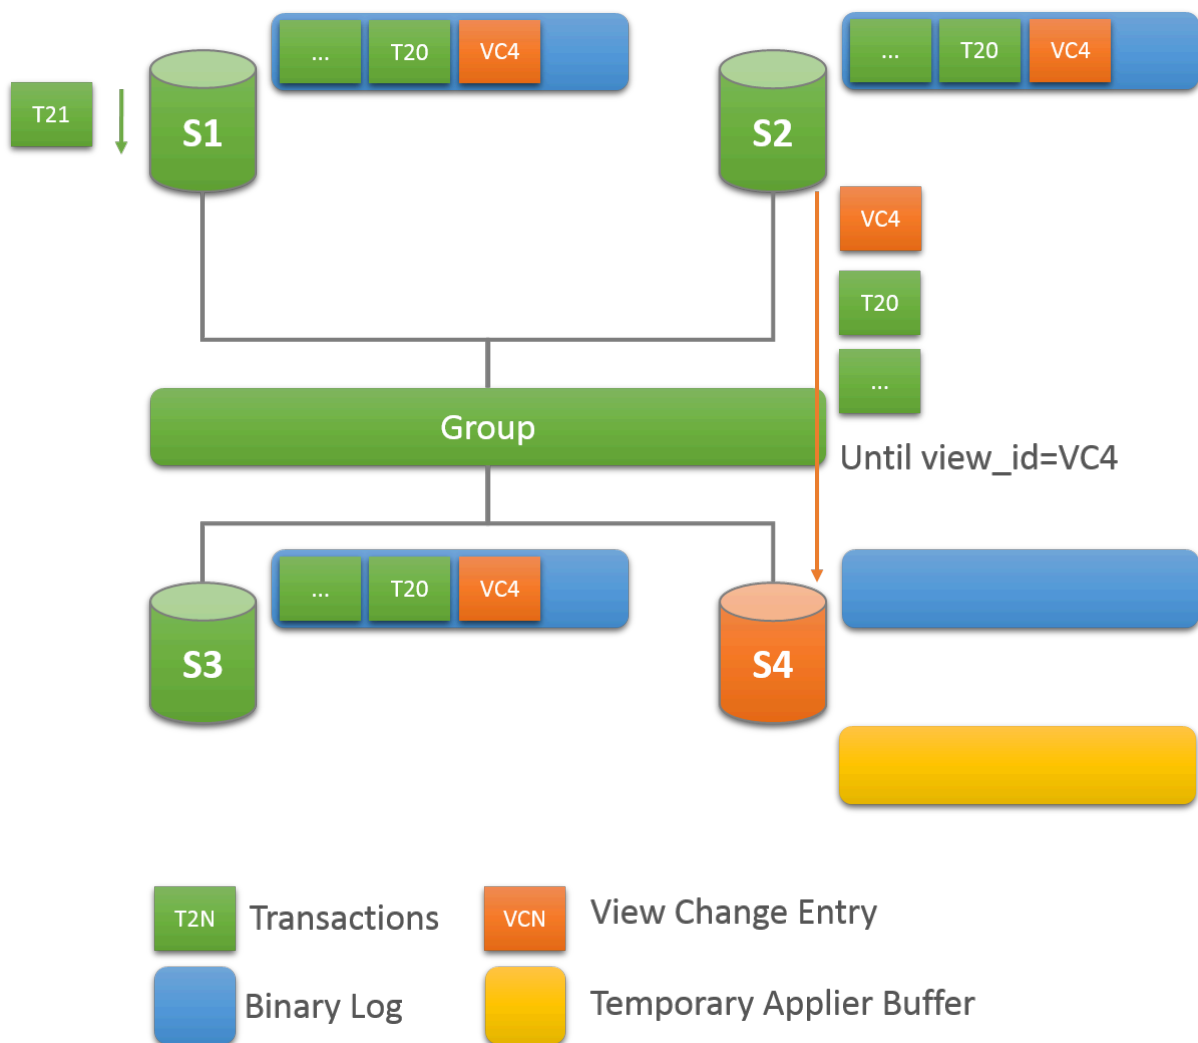 ... T20 VC4
... T20 VC4
T21
S1
S2
VC4
T20
...
Group
Until view_id=VC4
... T20 VC4
S3
S4
T2N Transactions
VCN View Change Entry
Binary Log
Temporary Applier Buffer